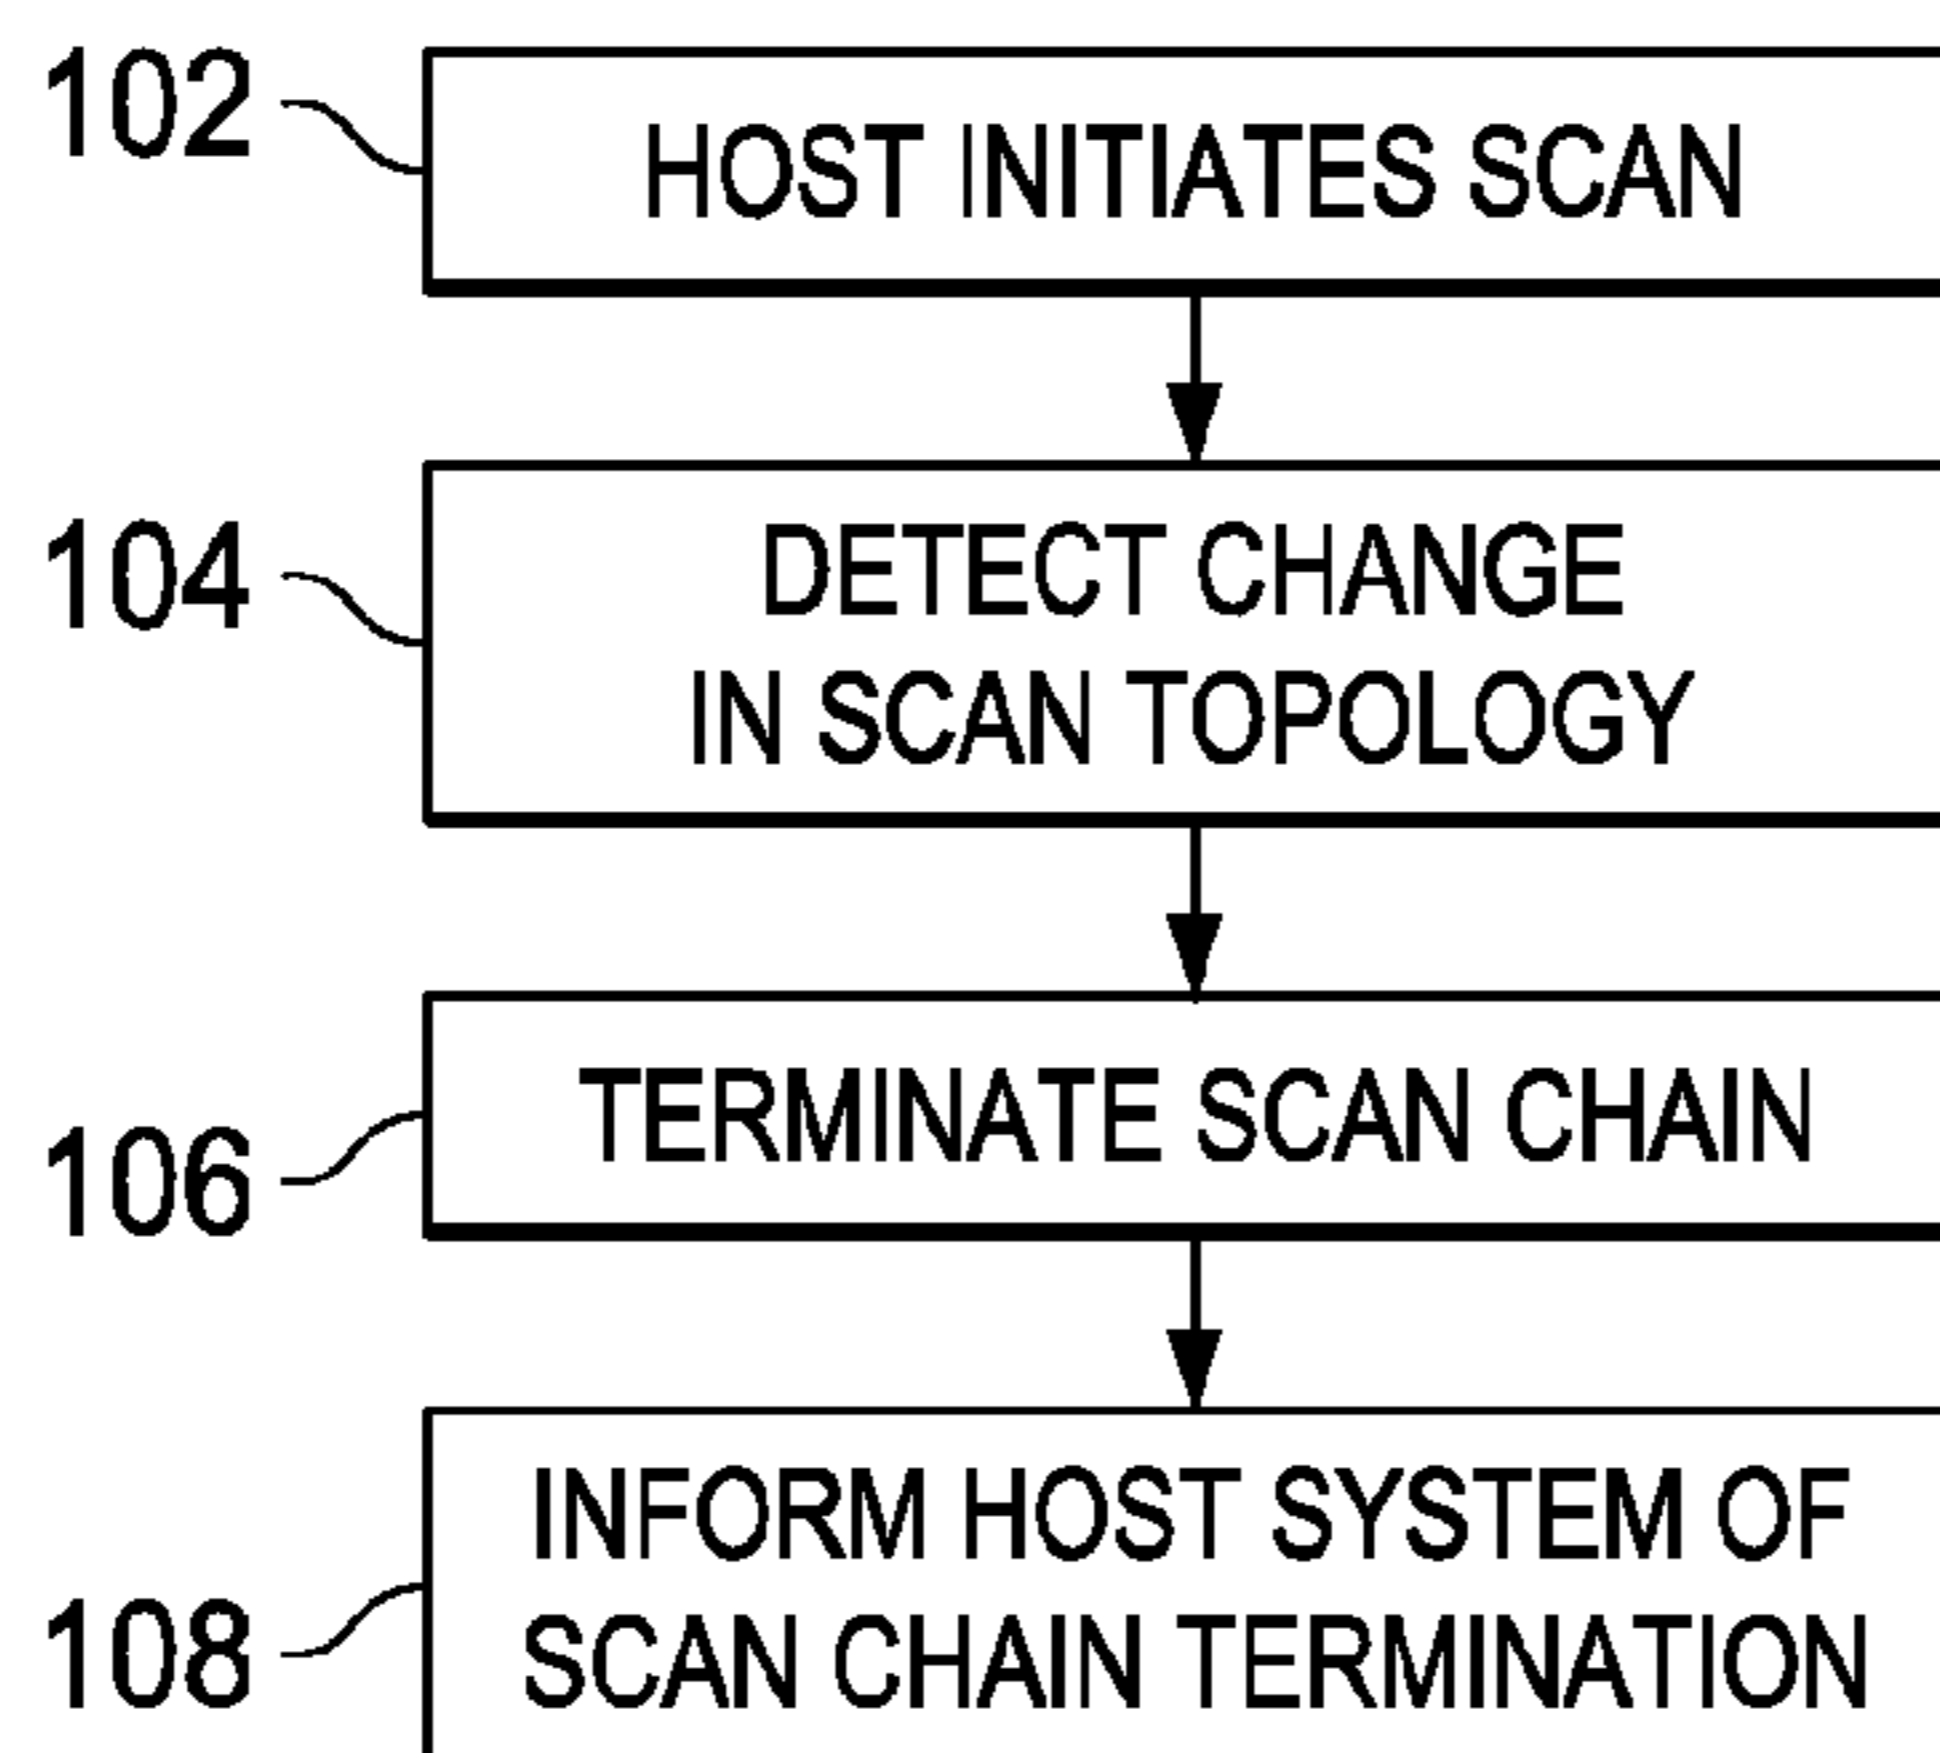 102
HOST INITIATES SCAN
104
DETECT CHANGE
IN SCAN TOPOLOGY
106
TERMINATE SCAN CHAIN
108
INFORM HOST SYSTEM OF
SCAN CHAIN TERMINATION